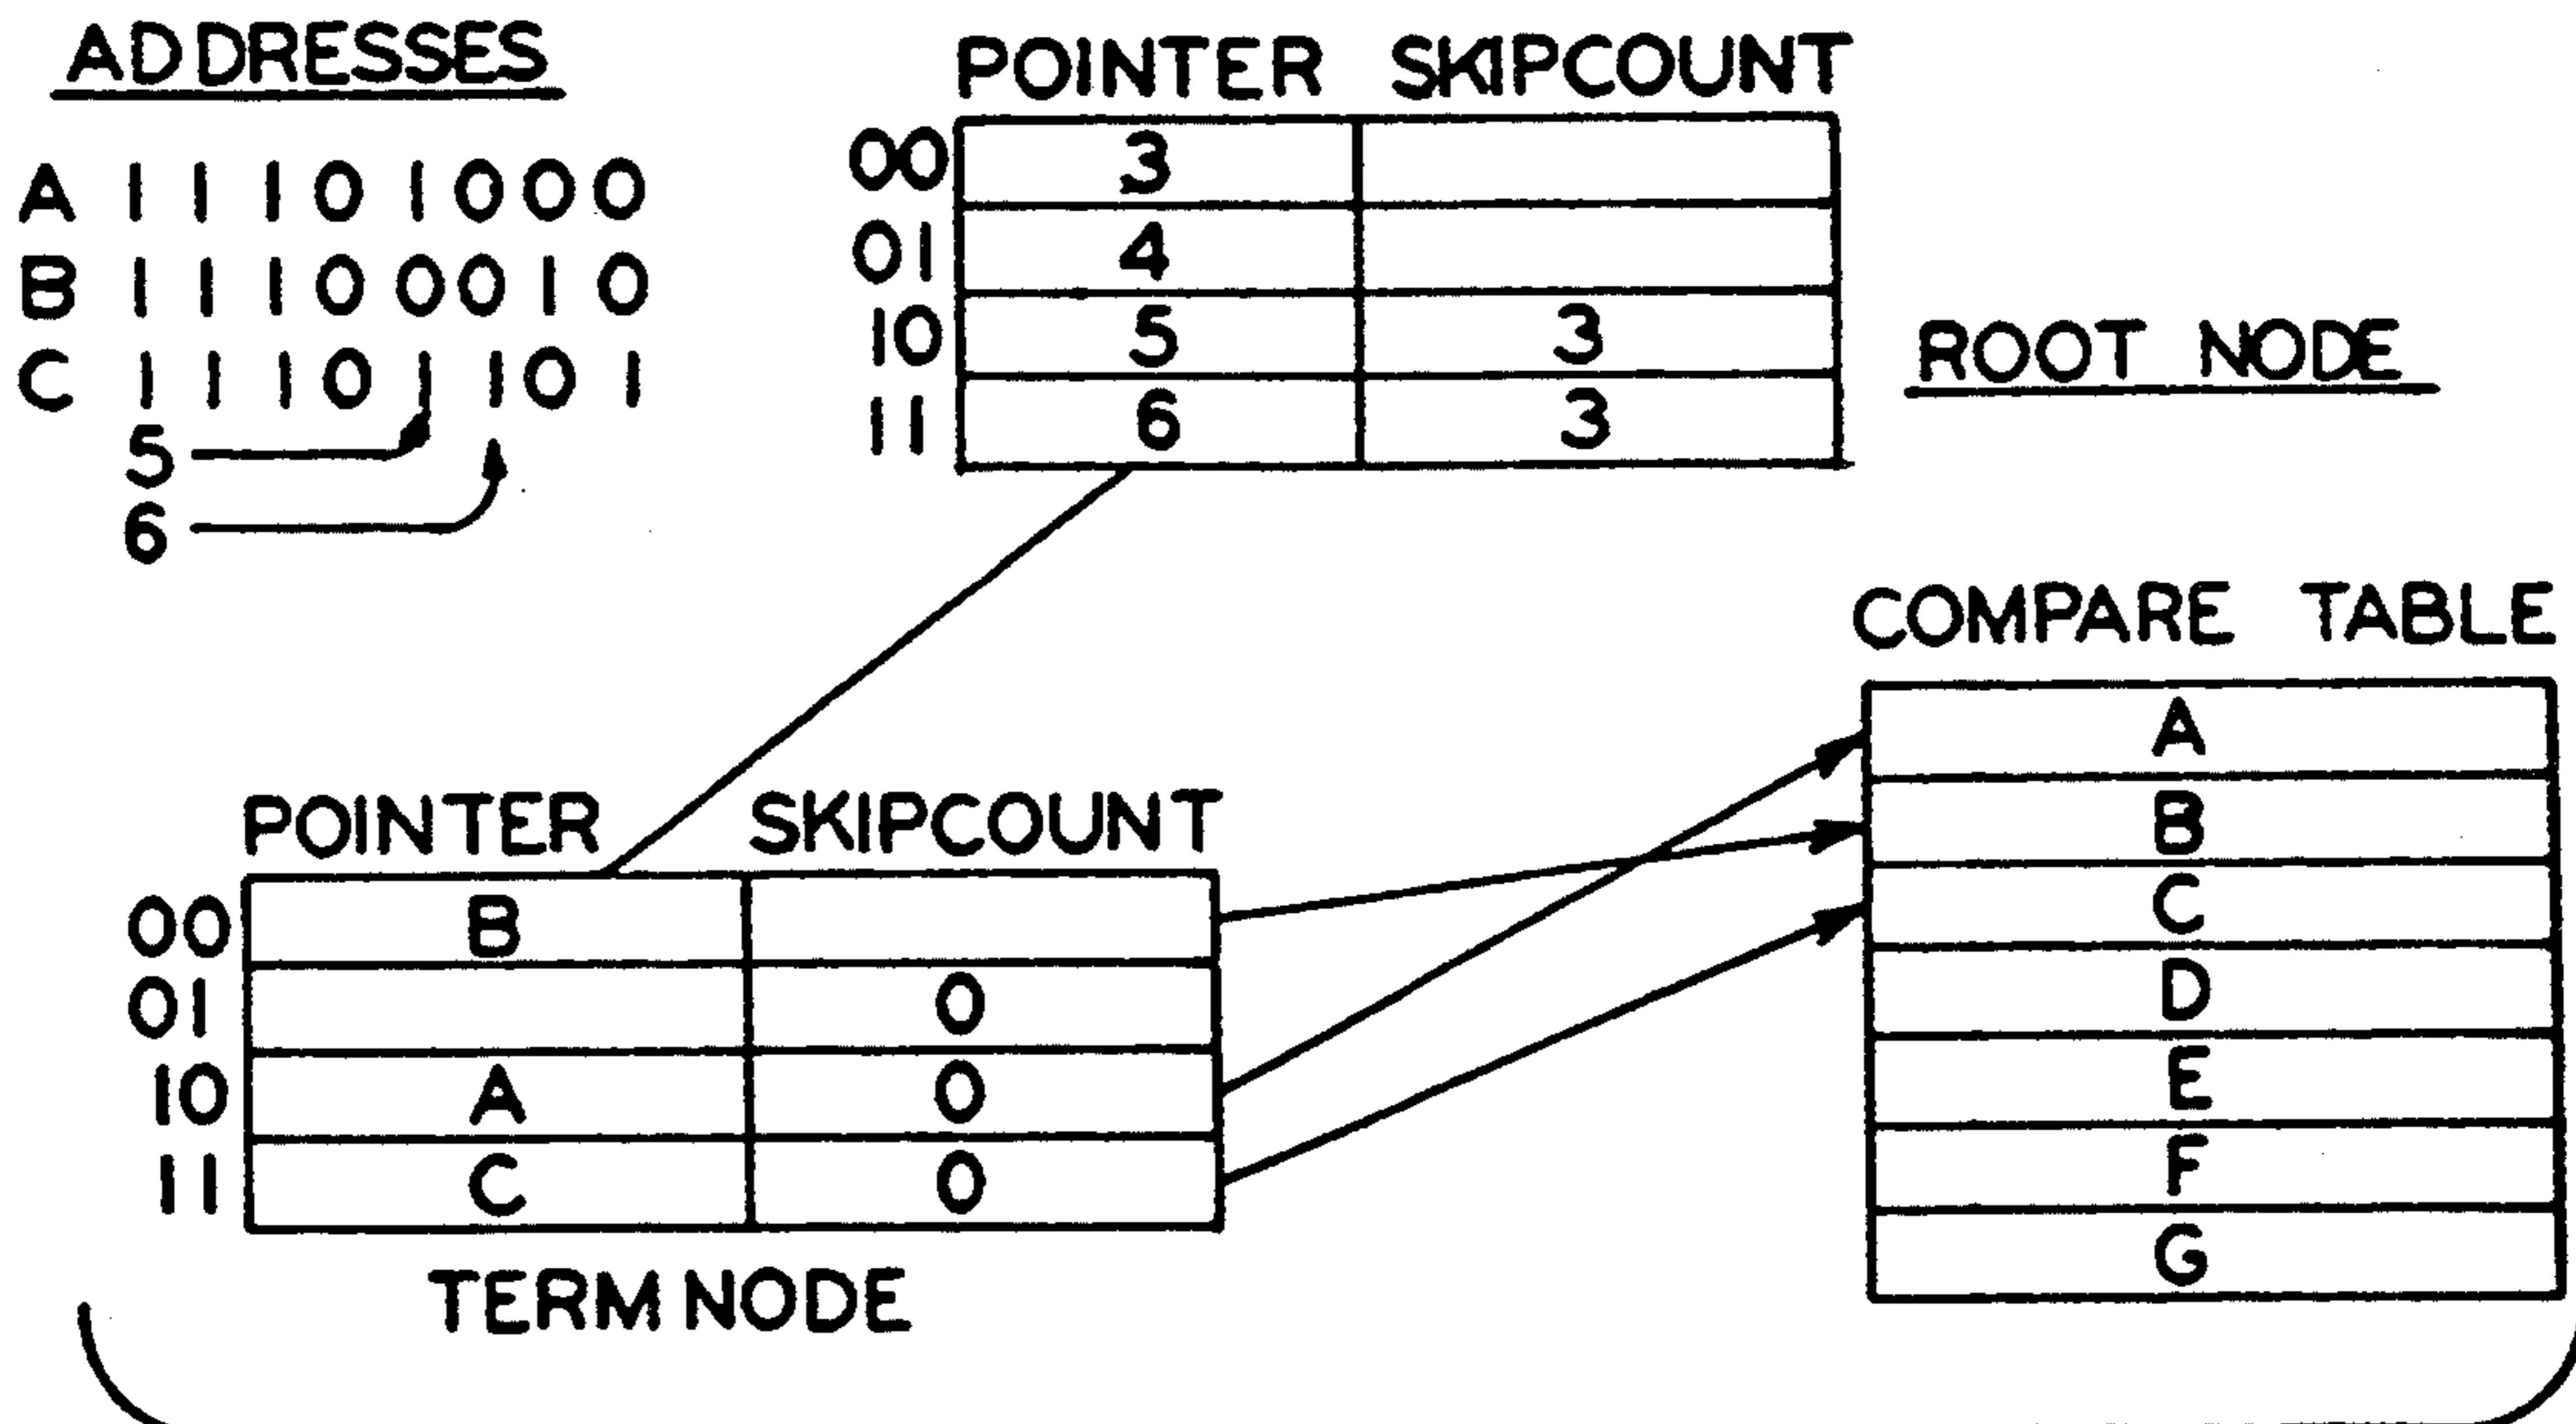 ADDRESSES
A 1 1 1 0 1 0 0 0
B 1 1 1 0 0 0 1 0
C 1 1 1 0 1 1 0 1
5
6
POINTER SKIPCOUNT
00 3
01 4
10 5 3
11 6 3
ROOT NODE
POINTER SKIPCOUNT
00 B
01 0
10 A 0
11 C 0
TERM NODE
COMPARE TABLE
A
B
C
D
E
F
G